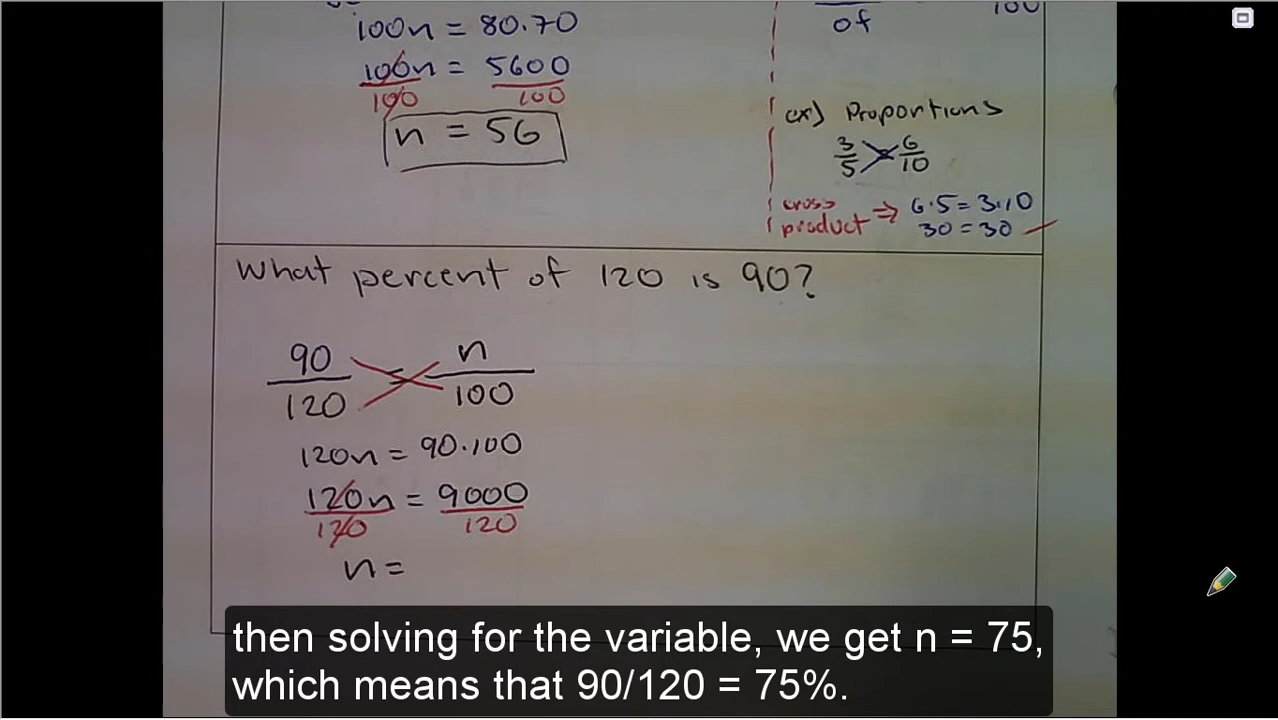 100n = 80.70
100n = 5600
100 100
n = 56
of
100
ex) Proportions
3/5 = 6/10
cross product ⇒ 6·5 = 3·10
30 = 30
What percent of 120 is 90?
90/120 = n/100
120n = 90·100
120n = 9000
120 120
n =
then solving for the variable, we get n = 75,
which means that 90/120 = 75%.